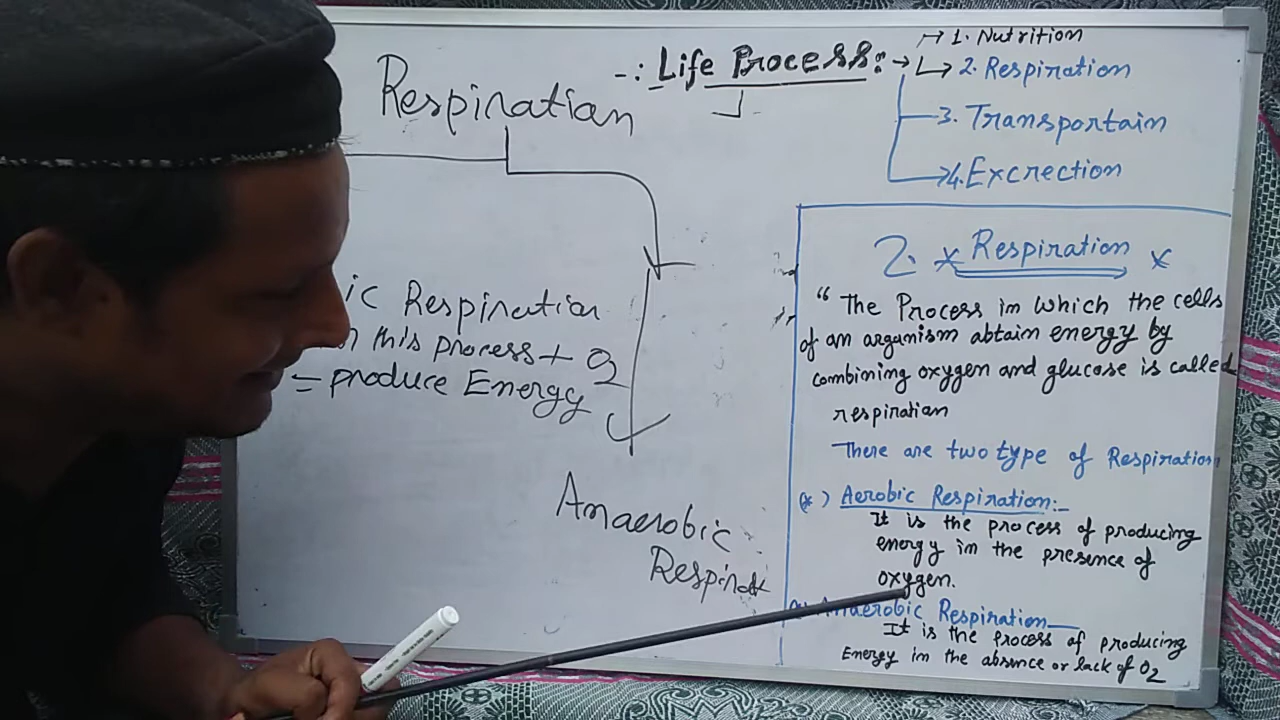 Respiratian
ic Respiration
n this process + O2
= produce Energy
Anaerobic
Respirat
-: Life Process:-
1. Nutrition
2. Respiration
3. Transportain
4. Excrection
2. * Respiration *
" The Process in which the cells
of an arganism abtain energy by
combining oxygen and glucose is called
respiration
There are two type of Respiration
(*) Aerobic Respiration:-
It is the process of producing
energy in the presence of
oxygen.
Anaerobic Respiration
It is the process of producing
Energy in the absence or lack of O2